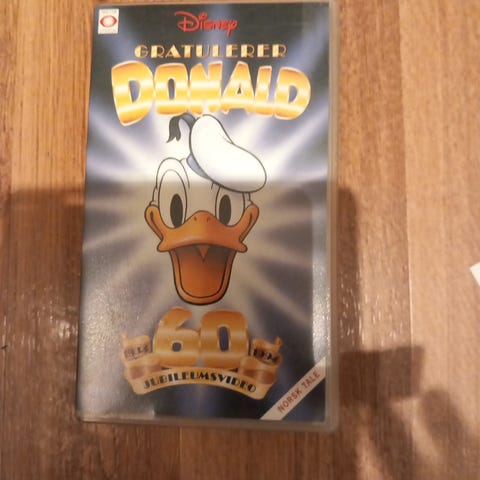 Disney
GRATULERER
DONALD
60
1934 1994
JUBILEUMSVIDEO
NORSK TALE